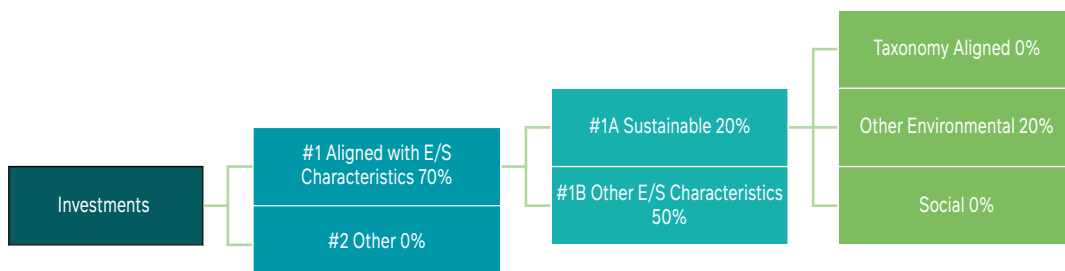 Investments
#1 Aligned with E/S
Characteristics 70%
#2 Other 0%
#1A Sustainable 20%
#1B Other E/S Characteristics
50%
Taxonomy Aligned 0%
Other Environmental 20%
Social 0%